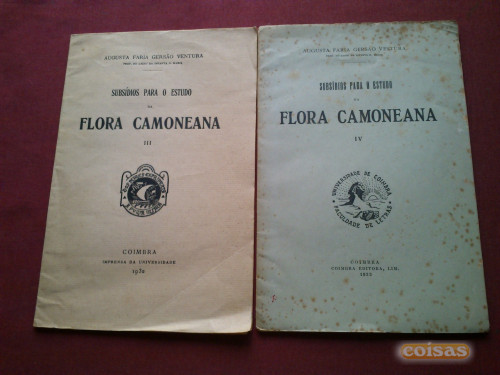 AUGUSTA FARIA GERSÃO VENTURA
SUBSÍDIOS PARA O ESTUDO
DA
FLORA CAMONEANA
III
COIMBRA
IMPRENSA DA UNIVERSIDADE
AUGUSTA FARIA GERSÃO VENTURA
SUBSÍDIOS PARA O ESTUDO
DA
FLORA CAMONEANA
IV
UNIVERSIDADE DE COIMBRA
FACULDADE DE LETRAS
COIMBRA
COIMBRA EDITORA, LIM.
coisas